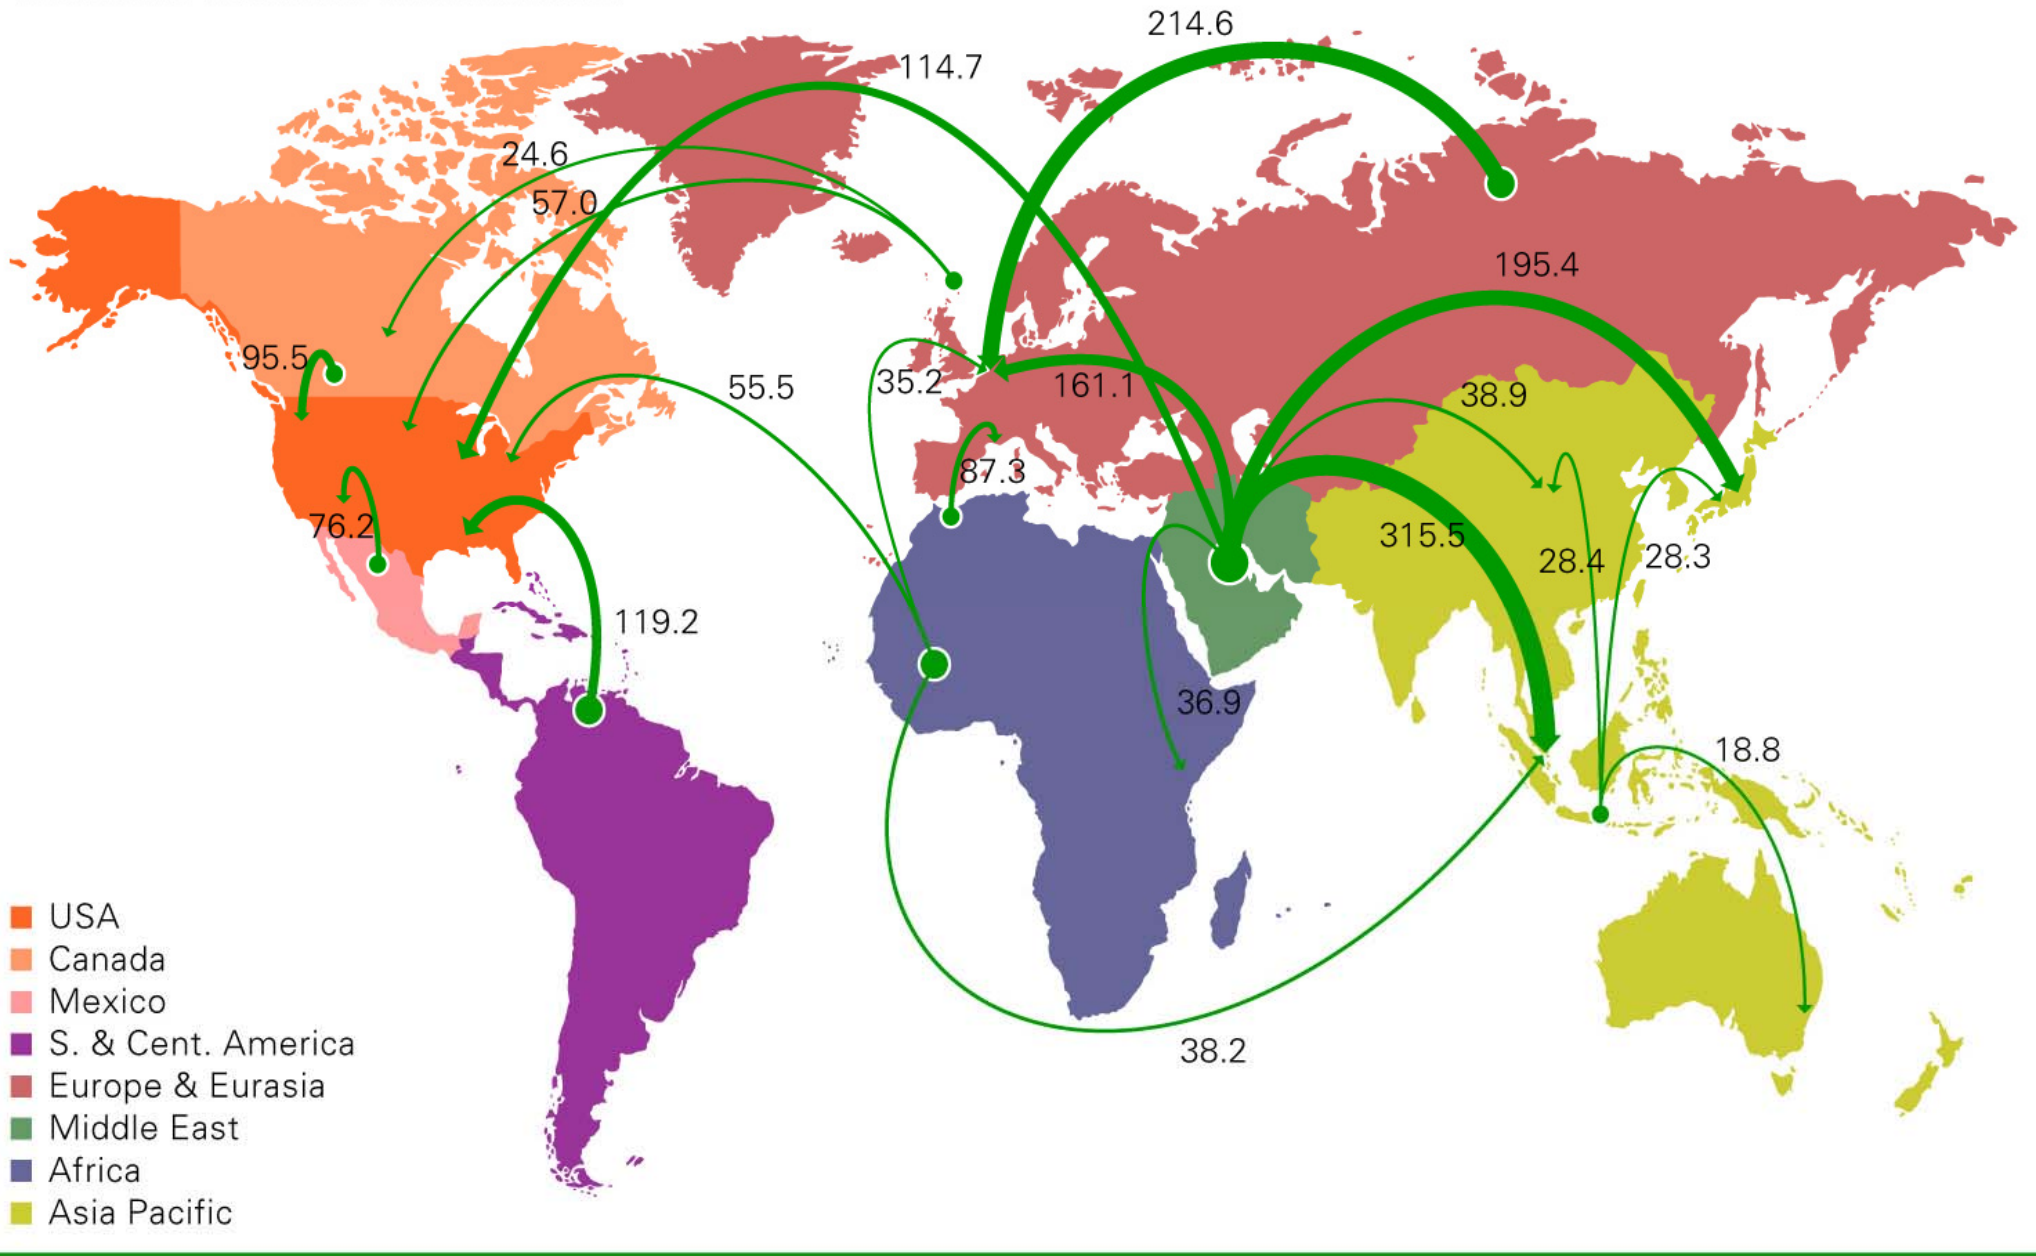 214.6
114.7
24.6
57.0
195.4
95.5
55.5
35.2
161.1
38.9
87.3
76.2
315.5
28.4
28.3
119.2
36.9
18.8
38.2
USA
Canada
Mexico
S. & Cent. America
Europe & Eurasia
Middle East
Africa
Asia Pacific